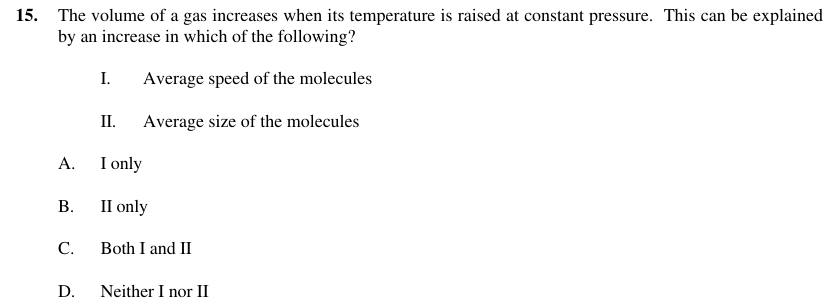 15. The volume of a gas increases when its temperature is raised at constant pressure. This can be explained
by an increase in which of the following?
I. Average speed of the molecules
II. Average size of the molecules
A. I only
B. II only
C. Both I and II
D. Neither I nor II